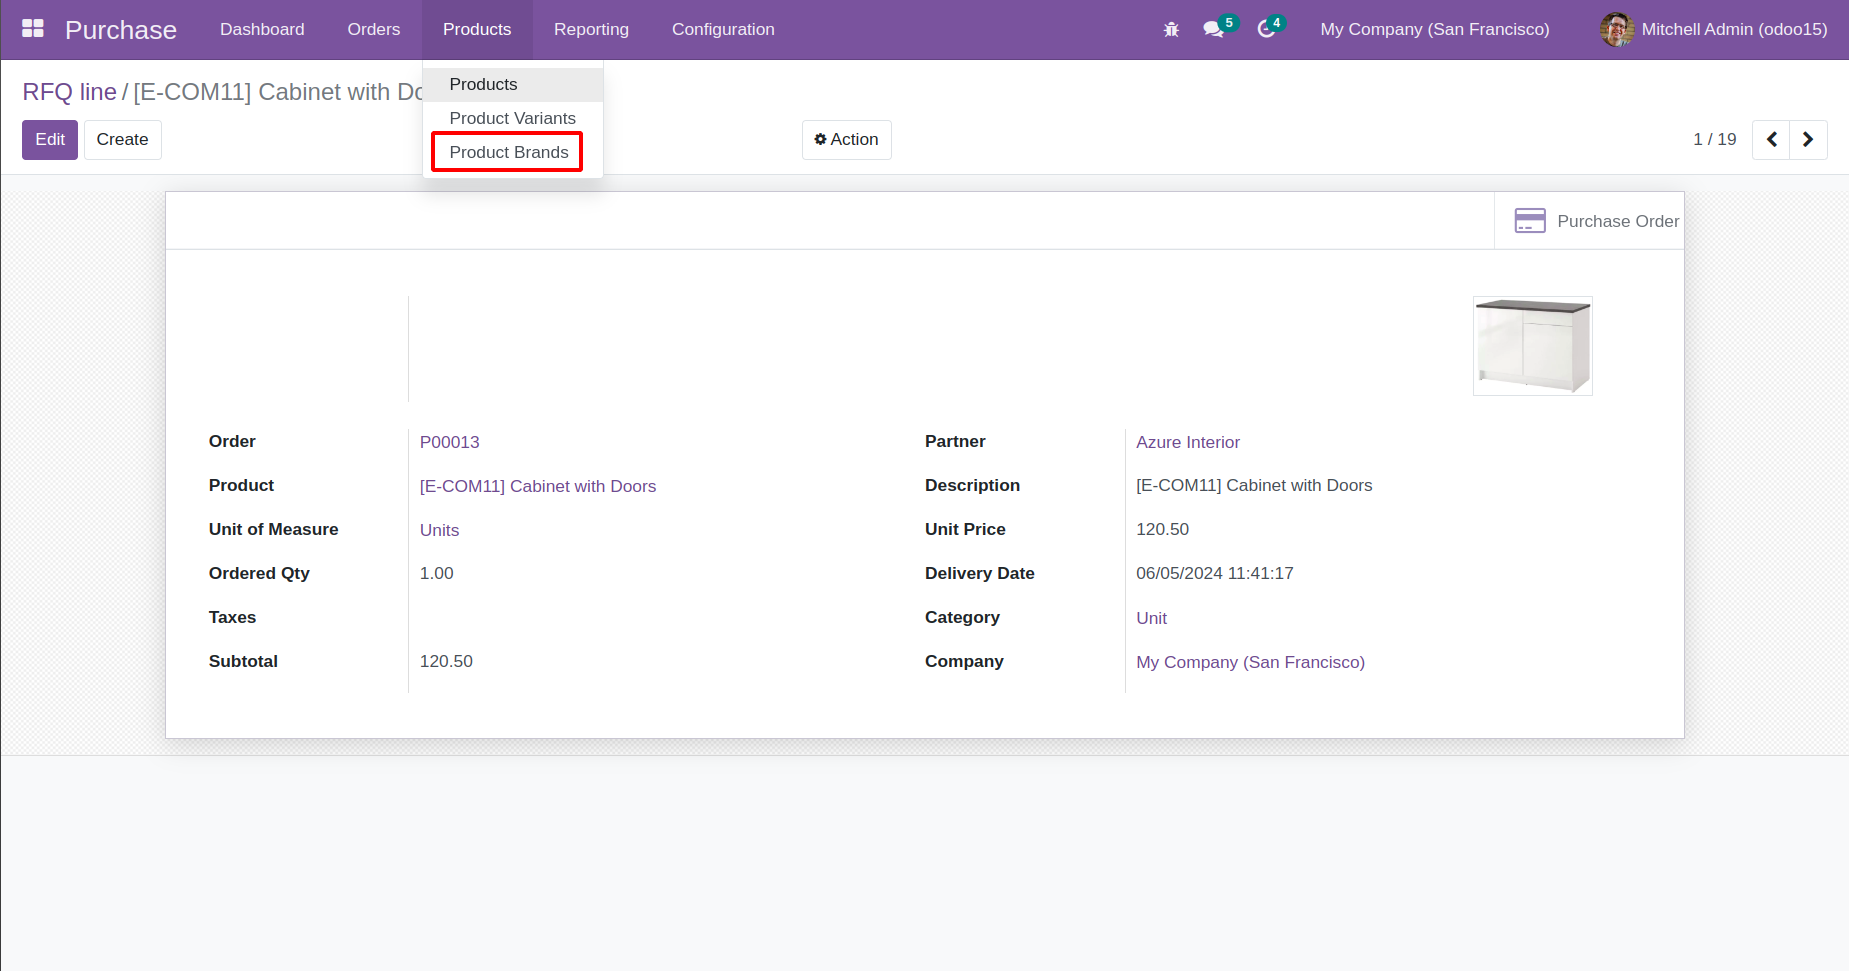 Purchase Dashboard Orders Products Reporting Configuration 5 4 My Company (San Francisco) Mitchell Admin (odoo15)
Products
Product Variants
Product Brands
RFQ line / [E-COM11] Cabinet with Do
Edit Create Action 1 / 19
Purchase Order
Order P00013 Partner Azure Interior
Product [E-COM11] Cabinet with Doors Description [E-COM11] Cabinet with Doors
Unit of Measure Units Unit Price 120.50
Ordered Qty 1.00 Delivery Date 06/05/2024 11:41:17
Taxes Category Unit
Subtotal 120.50 Company My Company (San Francisco)